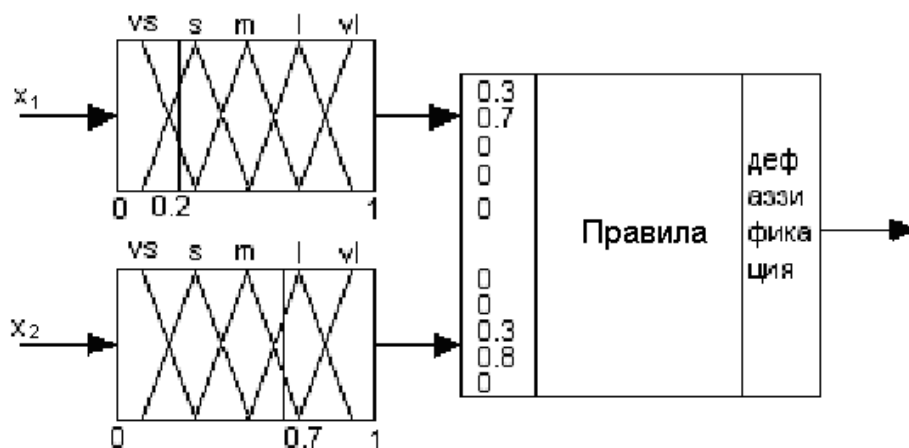 vs s m l vl
x1
0 0.2 1
vs s m l vl
x2
0 0.7 1
0.3
0.7
0
0
0
0
0
0.3
0.8
0
Правила
деф
аззи
фика
ция